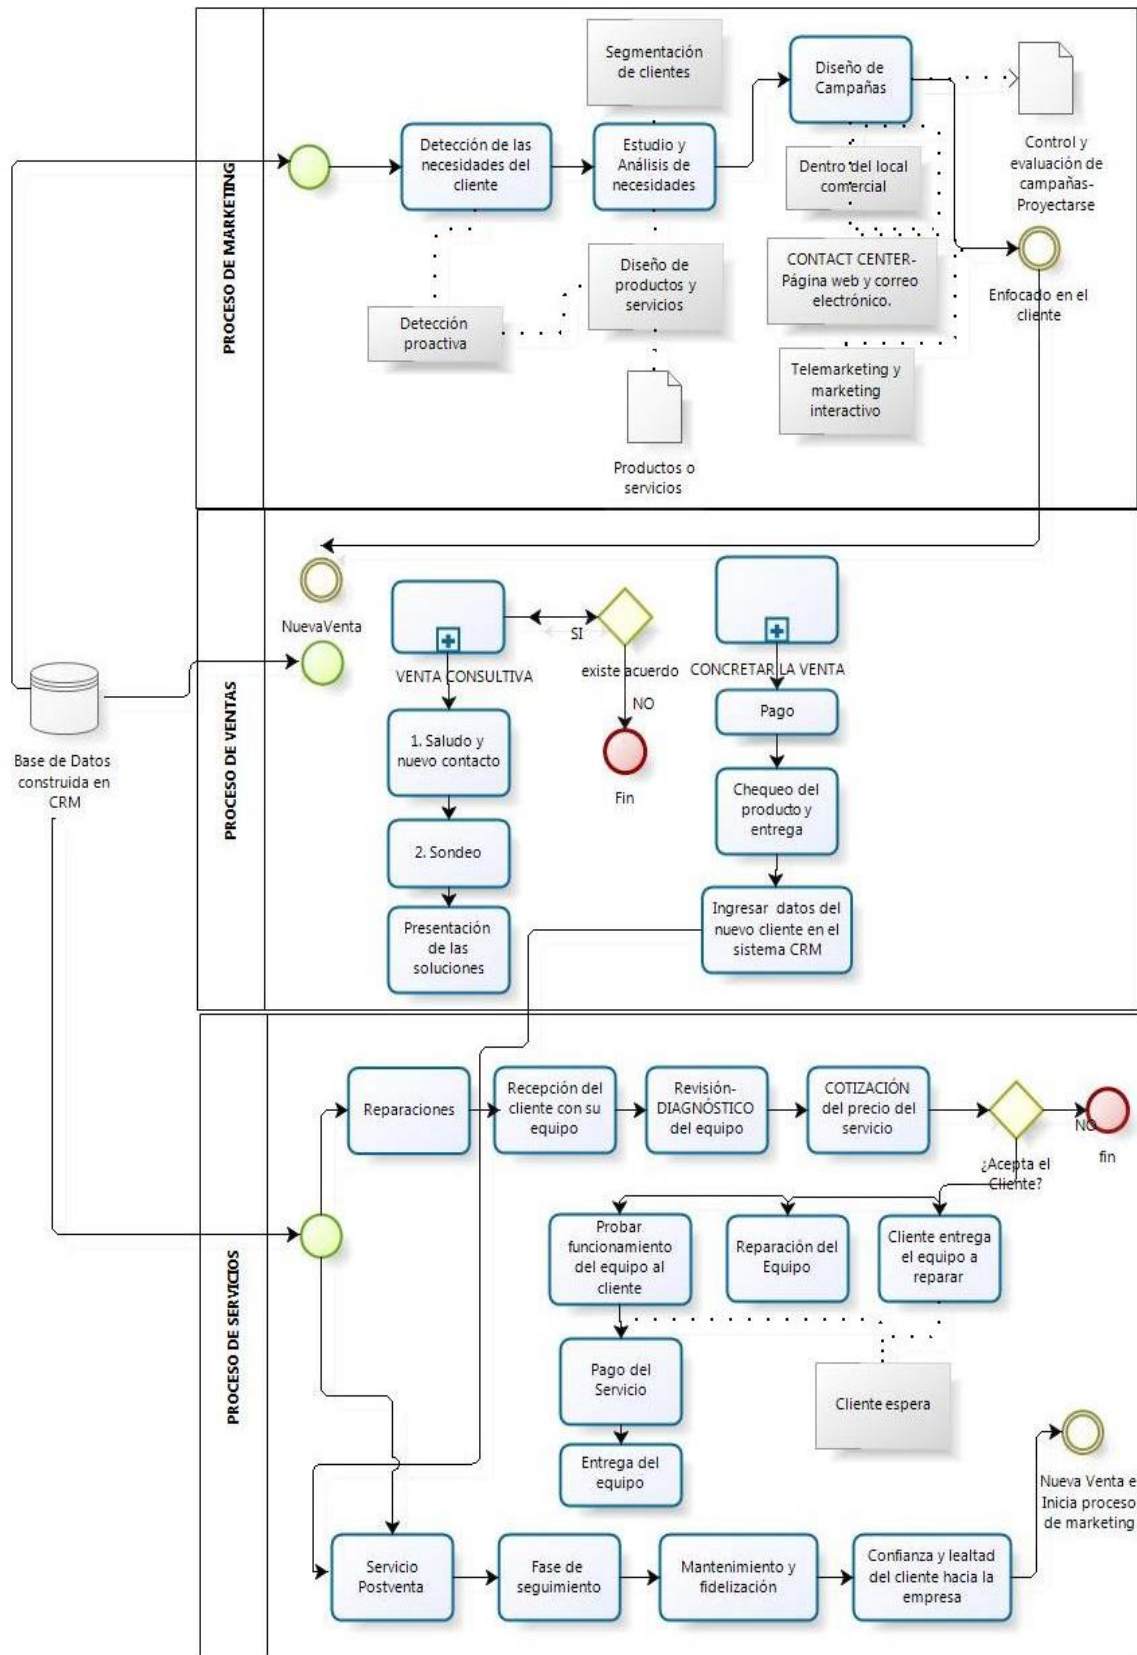 PROCESO DE MARKETING
Segmentación
de clientes
Diseño de
Campañas
Detección de las
necesidades del
cliente
Estudio y
Análisis de
necesidades
Control y
evaluación de
campañas-
Proyectarse
Dentro del local
comercial
Diseño de
productos y
servicios
CONTACT CENTER-
Página web y correo
electrónico.
Enfocado en el
cliente
Detección
proactiva
Telemarketing y
marketing
interactivo
Productos o
servicios
PROCESO DE VENTAS
NuevaVenta
SI
VENTA CONSULTIVA
existe acuerdo
CONCRETAR LA VENTA
NO
Fin
Base de Datos
construida en
CRM
1. Saludo y
nuevo contacto
2. Sondeo
Presentación
de las
soluciones
Pago
Chequeo del
producto y
entrega
Ingresar datos del
nuevo cliente en el
sistema CRM
PROCESO DE SERVICIOS
Reparaciones
Recepción del
cliente con su
equipo
Revisión-
DIAGNÓSTICO
del equipo
COTIZACIÓN
del precio del
servicio
¿Acepta el
Cliente?
NO
fin
Probar
funcionamiento
del equipo al
cliente
Reparación del
Equipo
Cliente entrega
el equipo a
reparar
Pago del
Servicio
Cliente espera
Entrega del
equipo
Nueva Venta e
Inicia proceso
de marketing
Servicio
Postventa
Fase de
seguimiento
Mantenimiento y
fidelización
Confianza y lealtad
del cliente hacia la
empresa